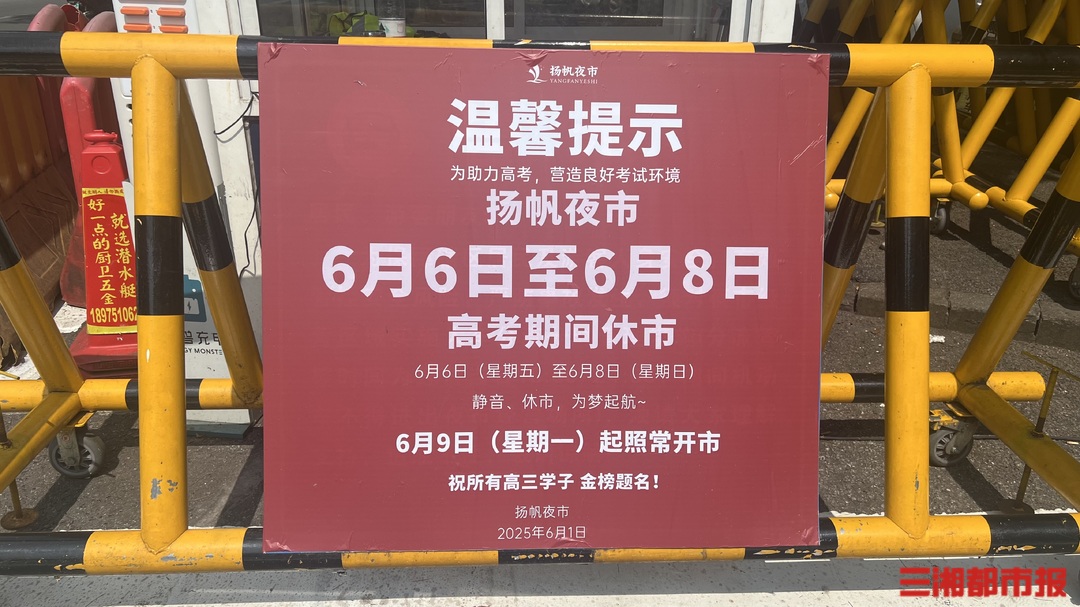 扬帆夜市
YANGFANYESHI
温馨提示
为助力高考，营造良好考试环境
扬帆夜市
6月6日至6月8日
高考期间休市
6月6日（星期五）至6月8日（星期日）
静音、休市，为梦起航~
6月9日（星期一）起照常开市
祝所有高三学子 金榜题名！
扬帆夜市
2025年6月1日
好一点的厨卫五金
就选潜水艇
18975106
三湘都市报